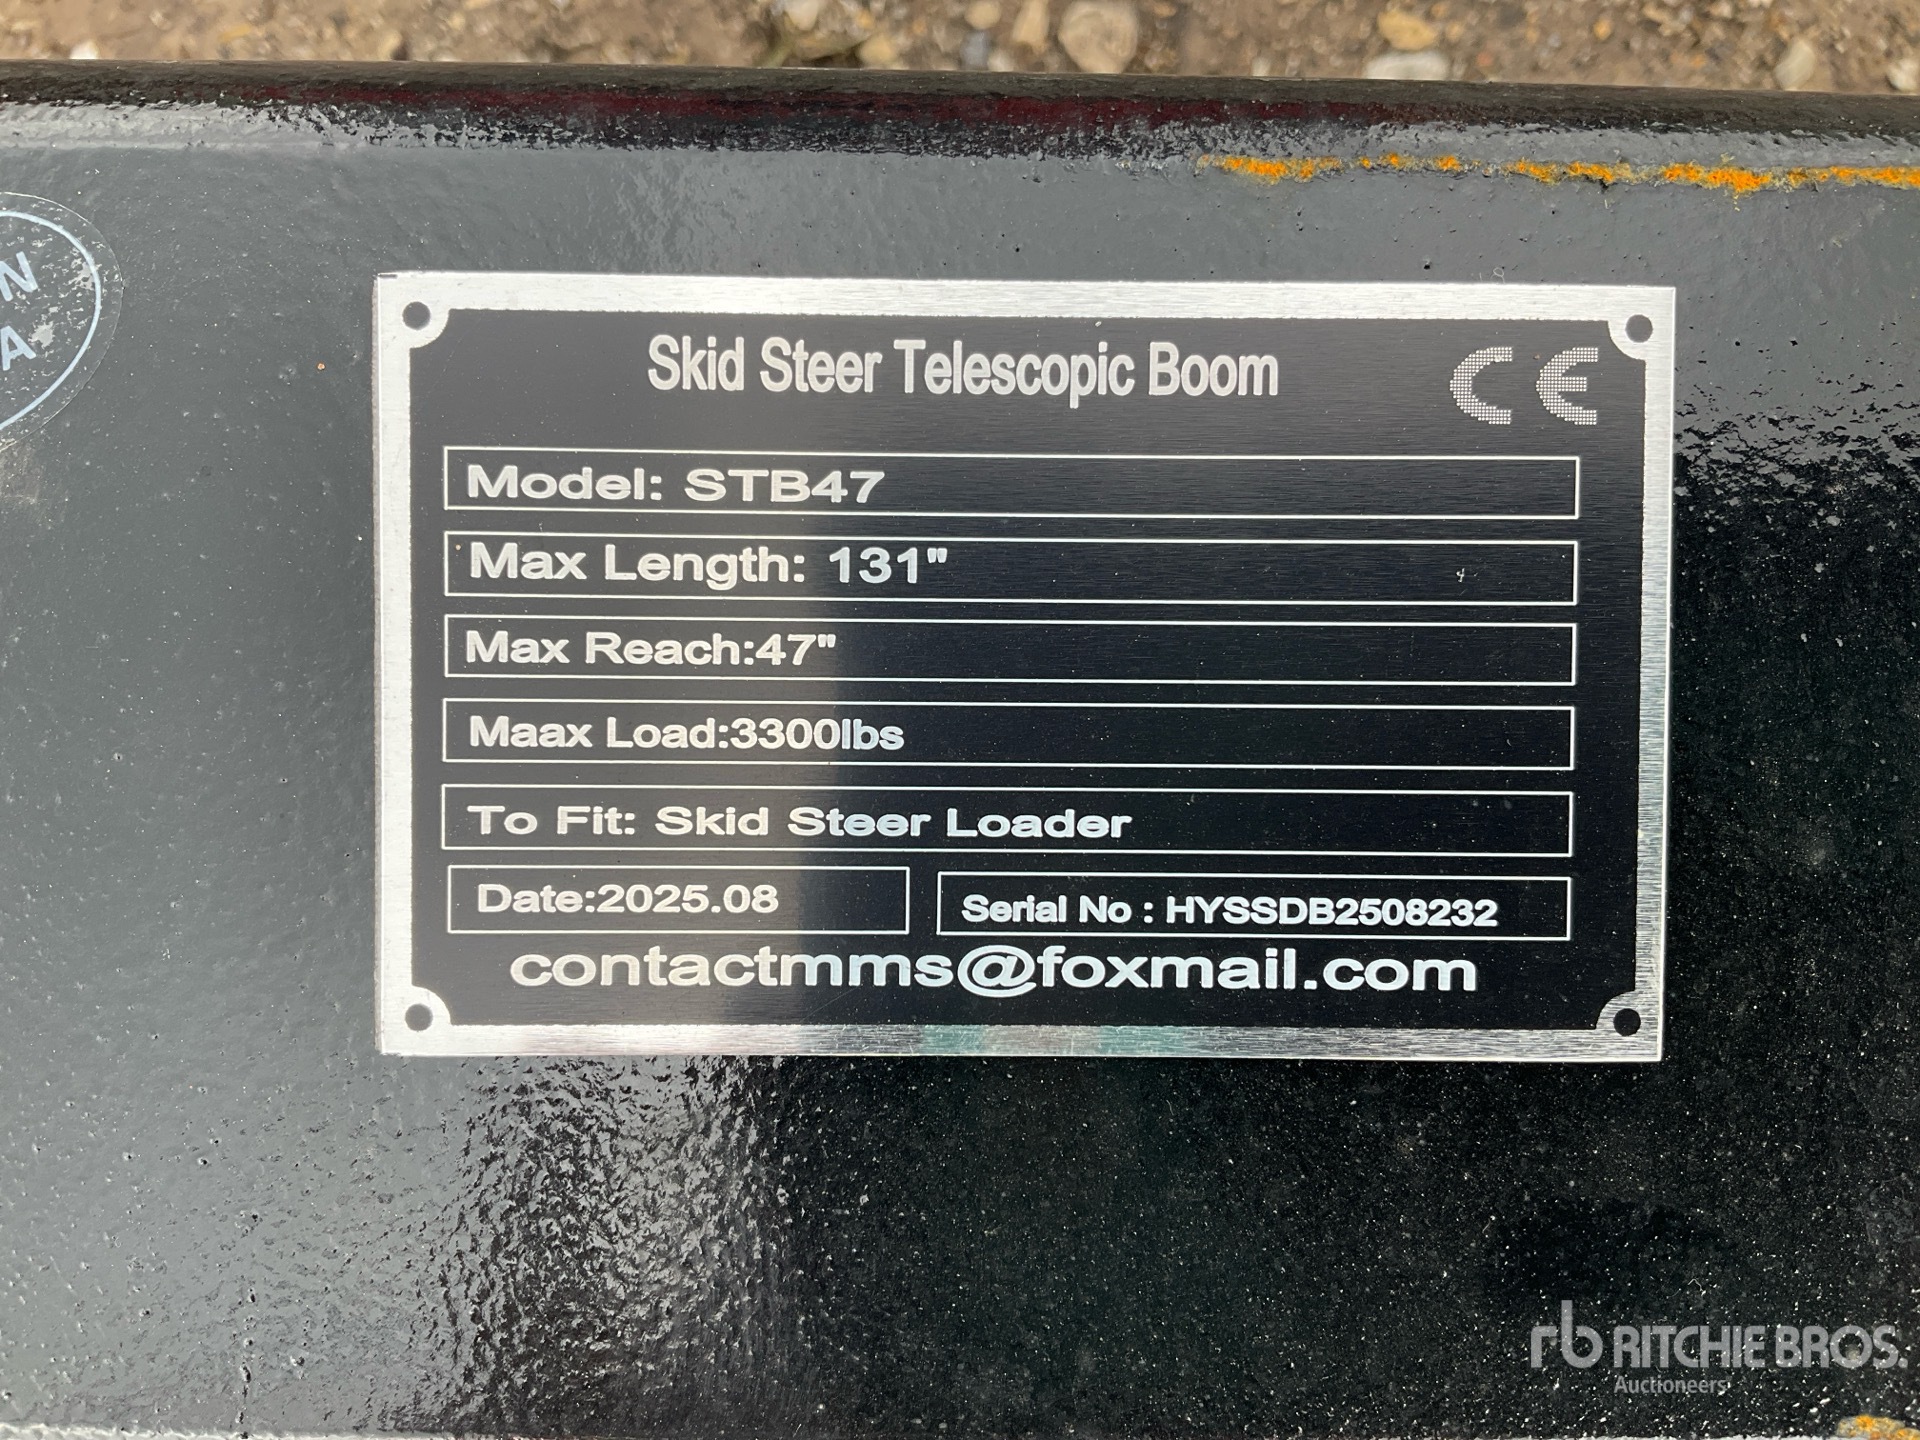 Skid Steer Telescopic Boom CE
Model: STB47
Max Length: 131"
Max Reach:47"
Maax Load:3300lbs
To Fit: Skid Steer Loader
Date:2025.08 Serial No : HYSSDB2508232
contactmms@foxmail.com
rb RITCHIE BROS.
Auctioneers